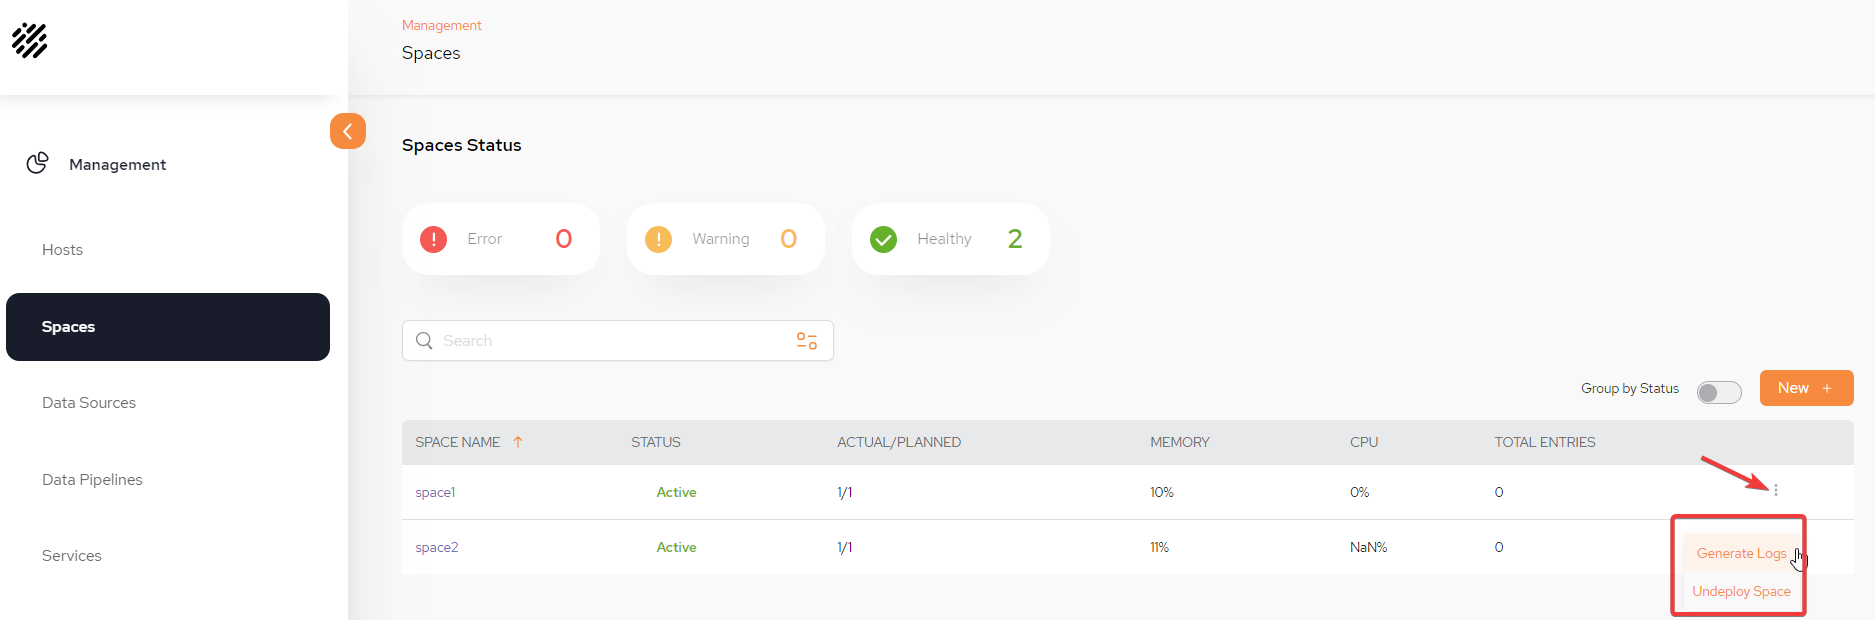 Management
Spaces
Management
Hosts
Spaces
Data Sources
Data Pipelines
Services
Spaces Status
Error 0
Warning 0
Healthy 2
Search
Group by Status
New +
SPACE NAME STATUS ACTUAL/PLANNED MEMORY CPU TOTAL ENTRIES
space1 Active 1/1 10% 0% 0
space2 Active 1/1 11% NaN% 0
Generate Logs
Undeploy Space